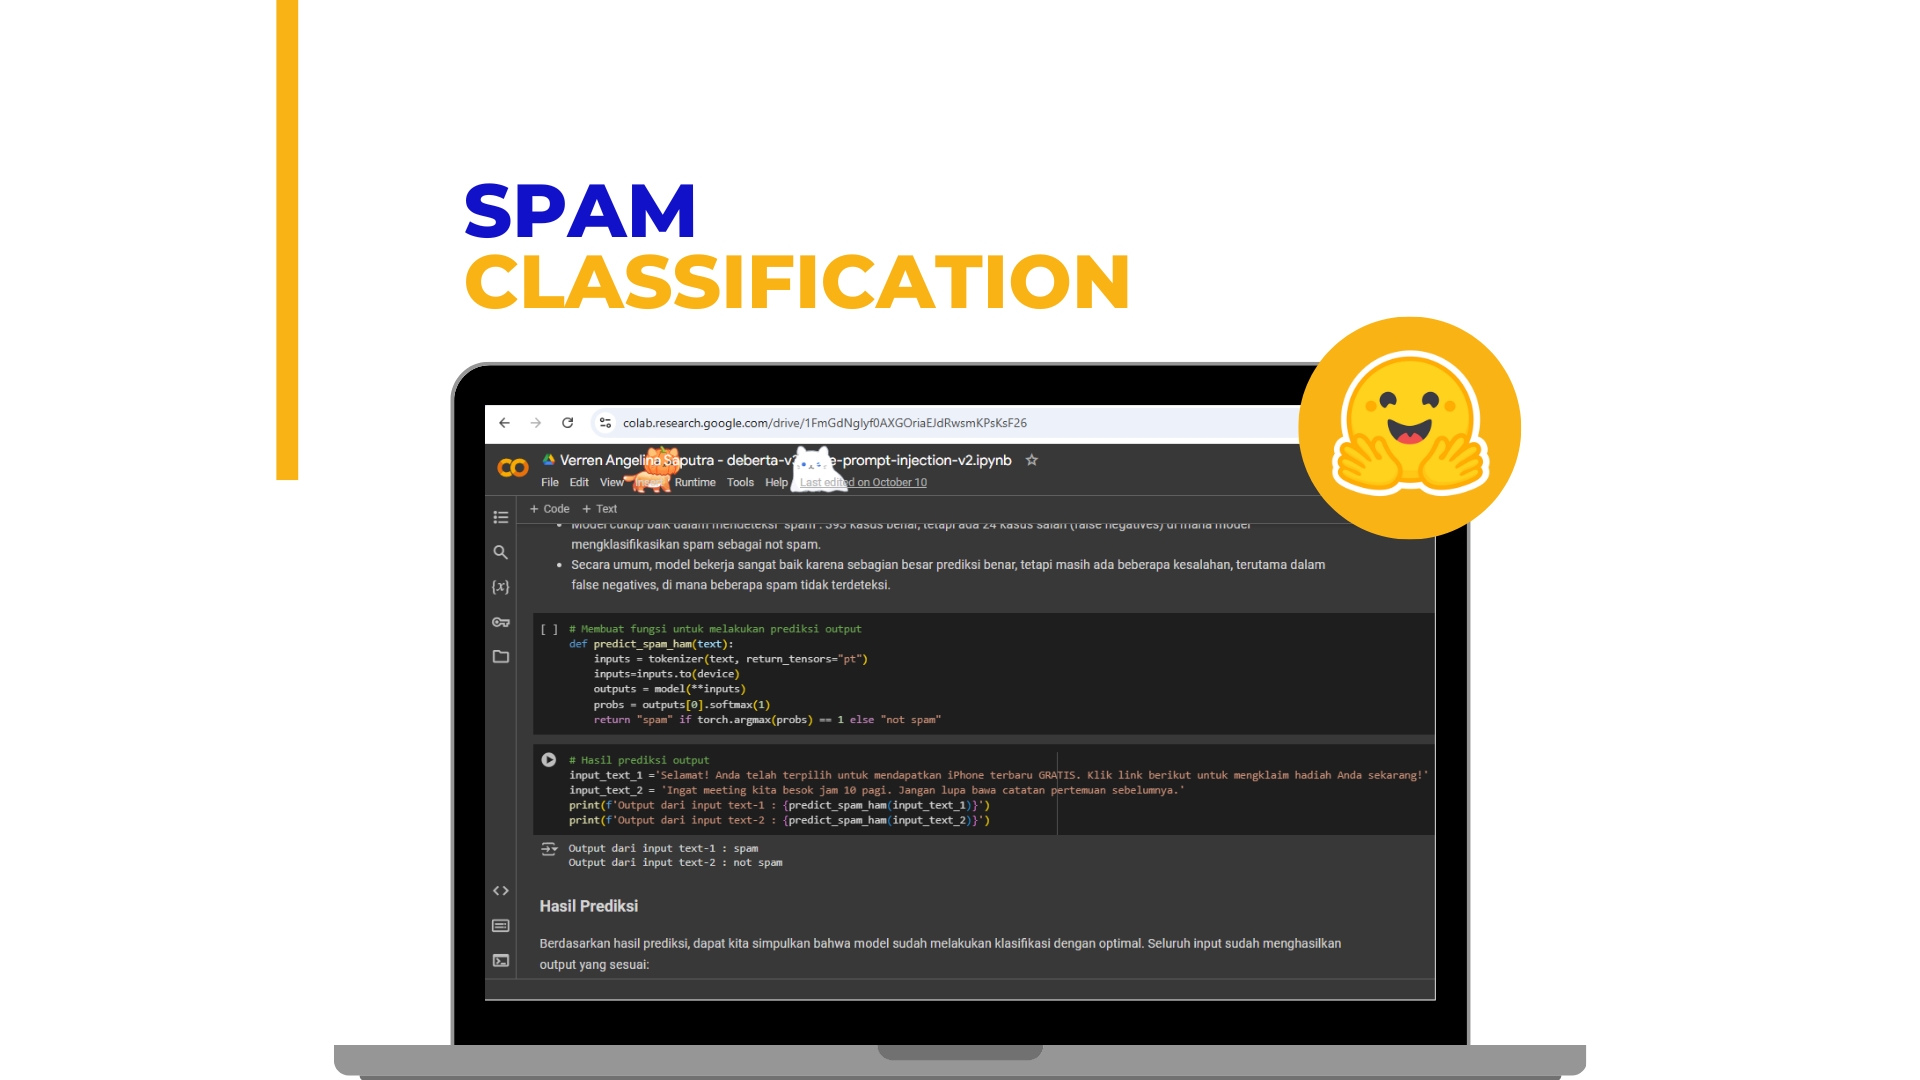 SPAM
CLASSIFICATION
colab.research.google.com/drive/1FmGdNglyf0AXGOriaEJdRwsmKPsKsF26
Verren Angelina Saputra - deberta-v3 e-prompt-injection-v2.ipynb
File Edit View Runtime Tools Help Last edited on October 10
+ Code + Text
Model cukup baik dalam mendeteksi "spam": 393 kasus benar, tetapi ada 24 kasus salah (false negatives) di mana model
mengklasifikasikan spam sebagai not spam.
Secara umum, model bekerja sangat baik karena sebagian besar prediksi benar, tetapi masih ada beberapa kesalahan, terutama dalam
false negatives, di mana beberapa spam tidak terdeteksi.
[ ] # Membuat fungsi untuk melakukan prediksi output
def predict_spam_ham(text):
inputs = tokenizer(text, return_tensors="pt")
inputs=inputs.to(device)
outputs = model(**inputs)
probs = outputs[0].softmax(1)
return "spam" if torch.argmax(probs) == 1 else "not spam"
# Hasil prediksi output
input_text_1 ='Selamat! Anda telah terpilih untuk mendapatkan iPhone terbaru GRATIS. Klik link berikut untuk mengklaim hadiah Anda sekarang!'
input_text_2 = 'Ingat meeting kita besok jam 10 pagi. Jangan lupa bawa catatan pertemuan sebelumnya.'
print(f'Output dari input text-1 : {predict_spam_ham(input_text_1)}')
print(f'Output dari input text-2 : {predict_spam_ham(input_text_2)}')
Output dari input text-1 : spam
Output dari input text-2 : not spam
Hasil Prediksi
Berdasarkan hasil prediksi, dapat kita simpulkan bahwa model sudah melakukan klasifikasi dengan optimal. Seluruh input sudah menghasilkan
output yang sesuai: